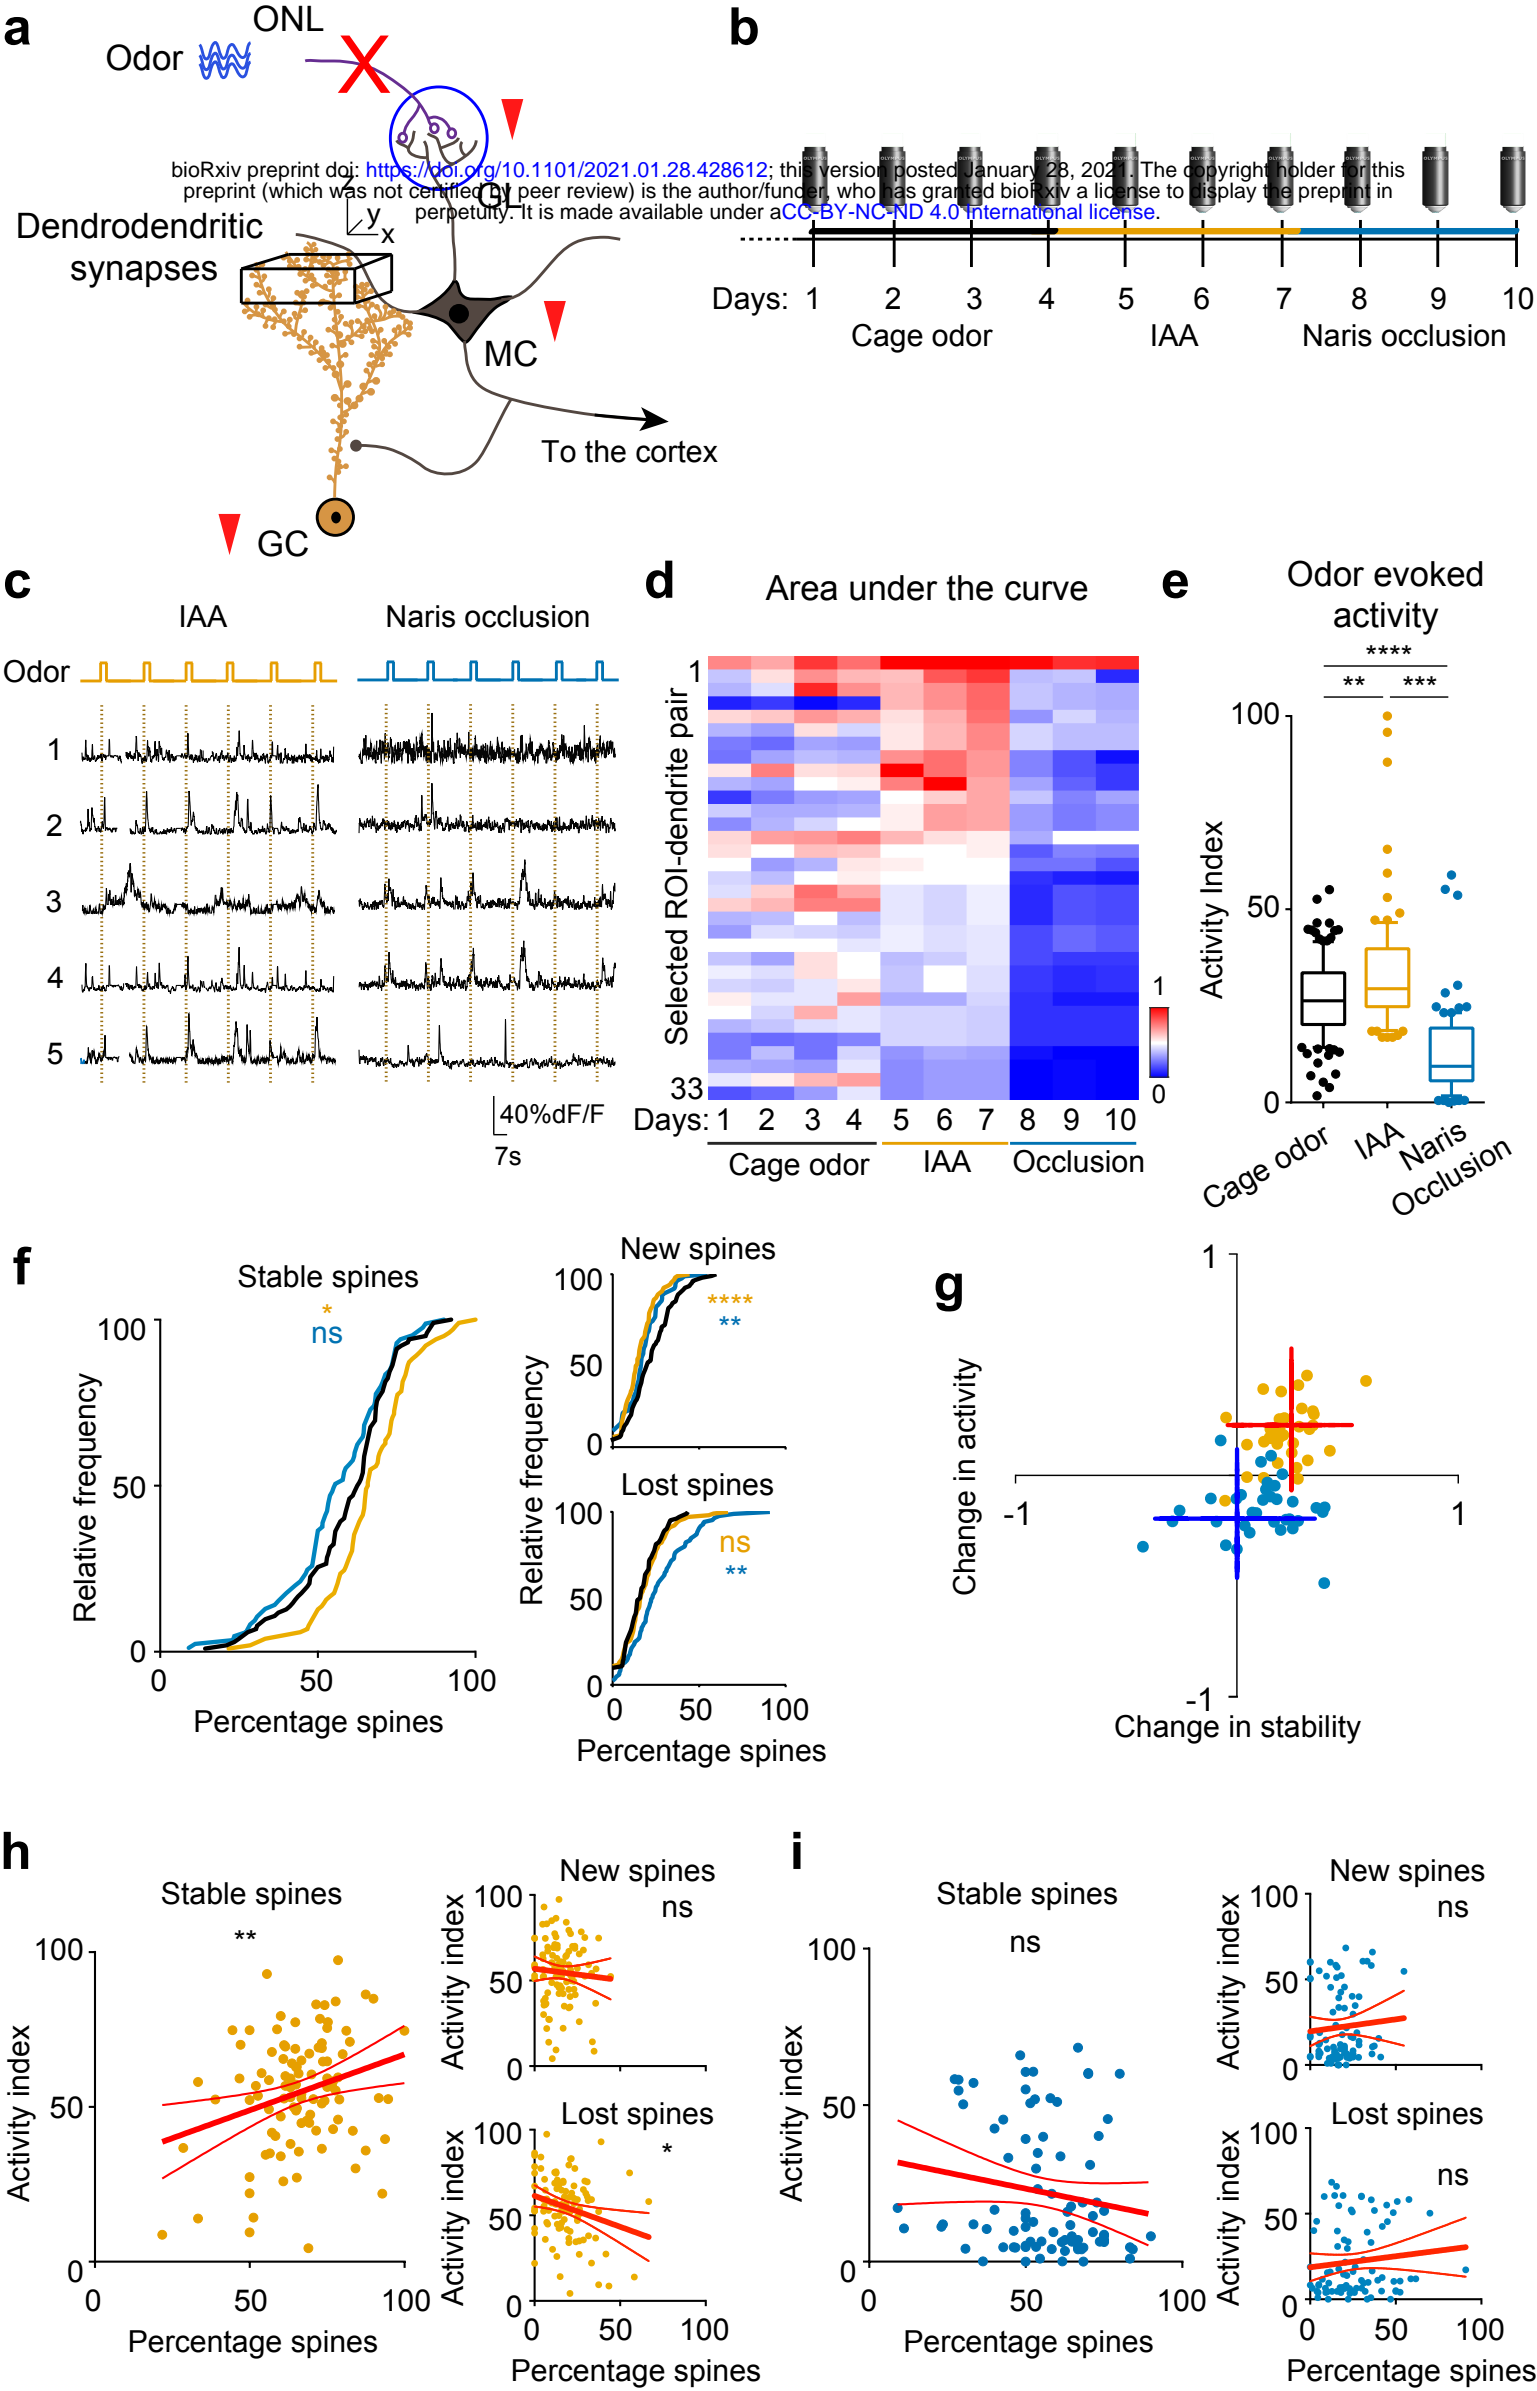 a
ONL
Odor
GL
z
y
x
Dendrodendritic
synapses
MC
To the cortex
GC
bioRxiv preprint doi: https://doi.org/10.1101/2021.01.28.428612; this version posted January 28, 2021. The copyright holder for this
preprint (which was not certified by peer review) is the author/funder, who has granted bioRxiv a license to display the preprint in
perpetuity. It is made available under aCC-BY-NC-ND 4.0 International license.
b
OLYMPUS OLYMPUS OLYMPUS OLYMPUS OLYMPUS OLYMPUS OLYMPUS OLYMPUS OLYMPUS OLYMPUS
Days: 1 2 3 4 5 6 7 8 9 10
Cage odor IAA Naris occlusion
c
IAA Naris occlusion
Odor
1
2
3
4
5
40%dF/F
7s
d
Area under the curve
Selected ROI-dendrite pair
1
33
1
0
Days: 1 2 3 4 5 6 7 8 9 10
Cage odor IAA Occlusion
e
Odor evoked
activity
****
** ***
Activity Index
100
50
0
Cage odor
IAA
Naris
Occlusion
f
Stable spines
*
ns
Relative frequency
100
50
0
0 50 100
Percentage spines
New spines
****
**
Relative frequency
100
50
0
Lost spines
ns
**
100
50
0
0 50 100
Percentage spines
g
1
Change in activity
-1 1
-1
Change in stability
h
Stable spines
**
Activity index
100
50
0
0 50 100
Percentage spines
New spines
ns
Activity index
100
50
0
Lost spines
*
Activity index
100
50
0
0 50 100
Percentage spines
i
Stable spines
ns
Activity index
100
50
0
0 50 100
Percentage spines
New spines
ns
Activity index
100
50
0
Lost spines
ns
Activity index
100
50
0
0 50 100
Percentage spines